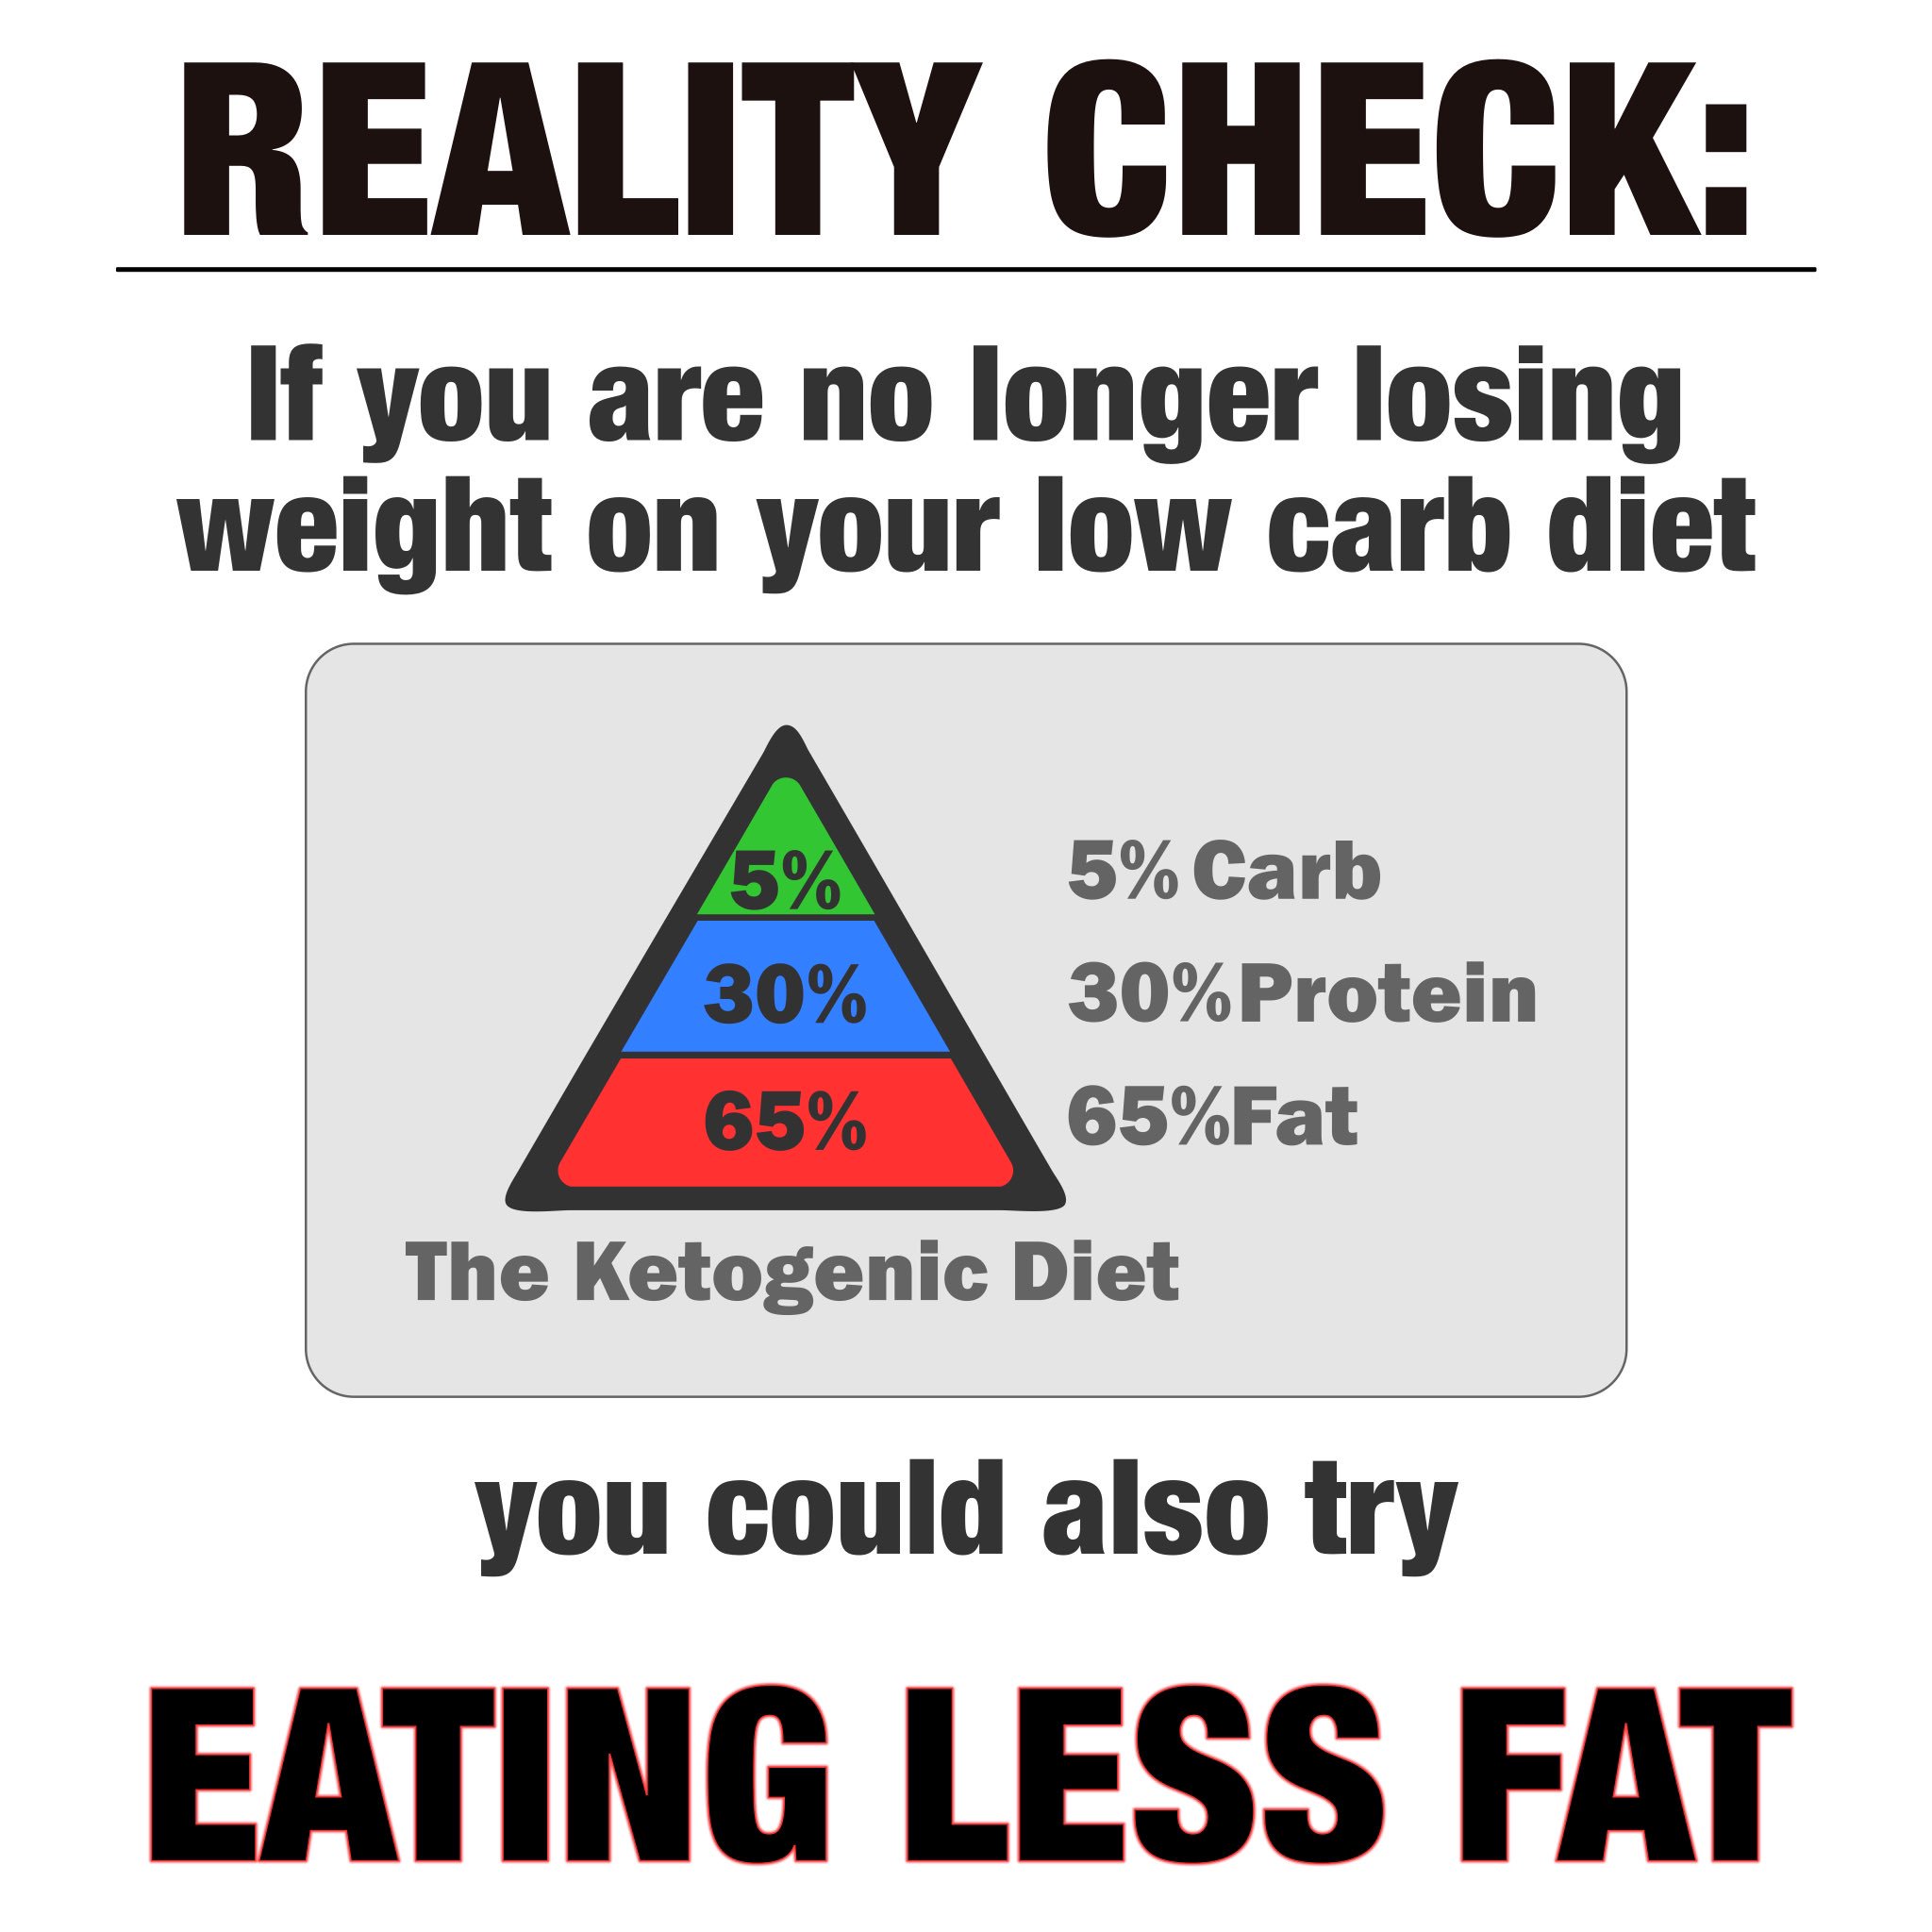 REALITY CHECK:
If you are no longer losing
weight on your low carb diet
5%
5% Carb
30%
30% Protein
65%
65%Fat
The Ketogenic Diet
you could also try
EATING LESS FAT